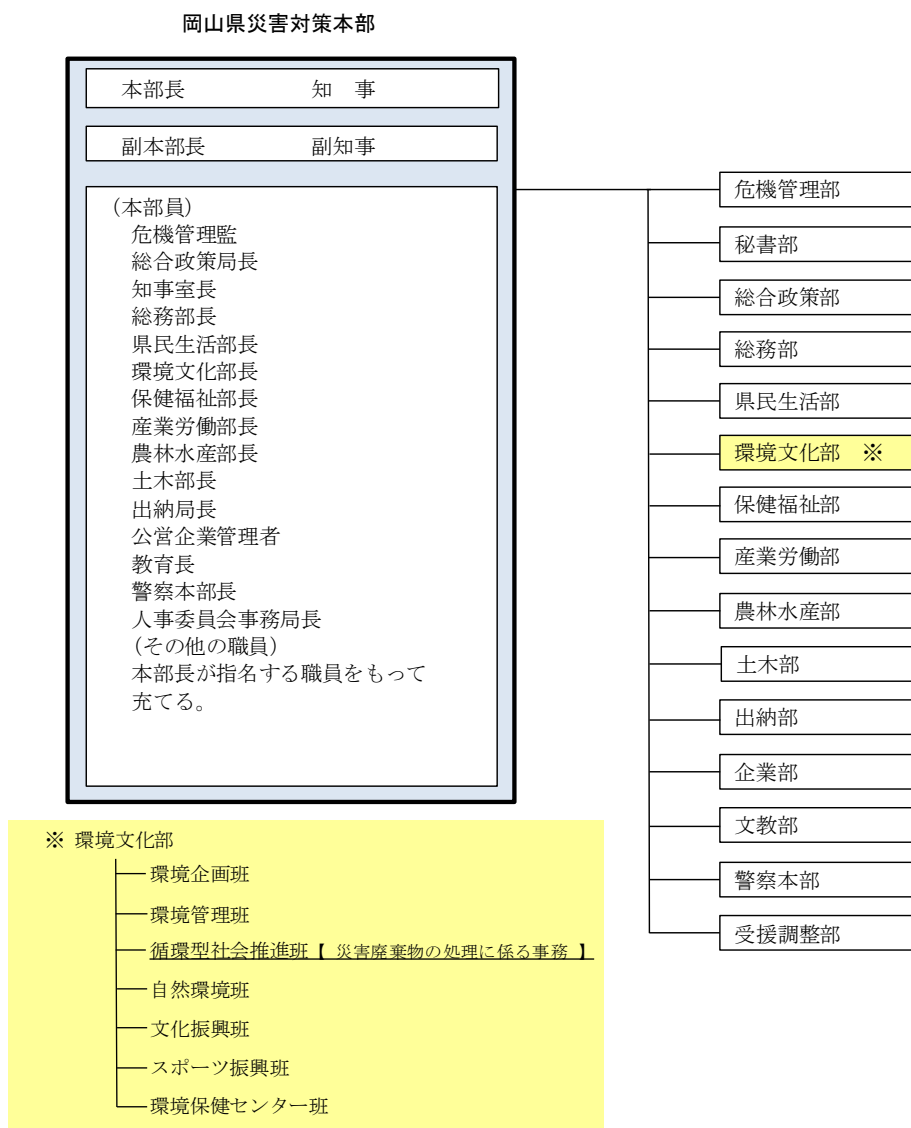 岡山県災害対策本部
本部長　知　事
副本部長　副知事
（本部員）
危機管理監
総合政策局長
知事室長
総務部長
県民生活部長
環境文化部長
保健福祉部長
産業労働部長
農林水産部長
土木部長
出納局長
公営企業管理者
教育長
警察本部長
人事委員会事務局長
（その他の職員）
本部長が指名する職員をもって
充てる。
危機管理部
秘書部
総合政策部
総務部
県民生活部
環境文化部　※
保健福祉部
産業労働部
農林水産部
土木部
出納部
企業部
文教部
警察本部
受援調整部
※ 環境文化部
環境企画班
環境管理班
循環型社会推進班【 災害廃棄物の処理に係る事務 】
自然環境班
文化振興班
スポーツ振興班
環境保健センター班